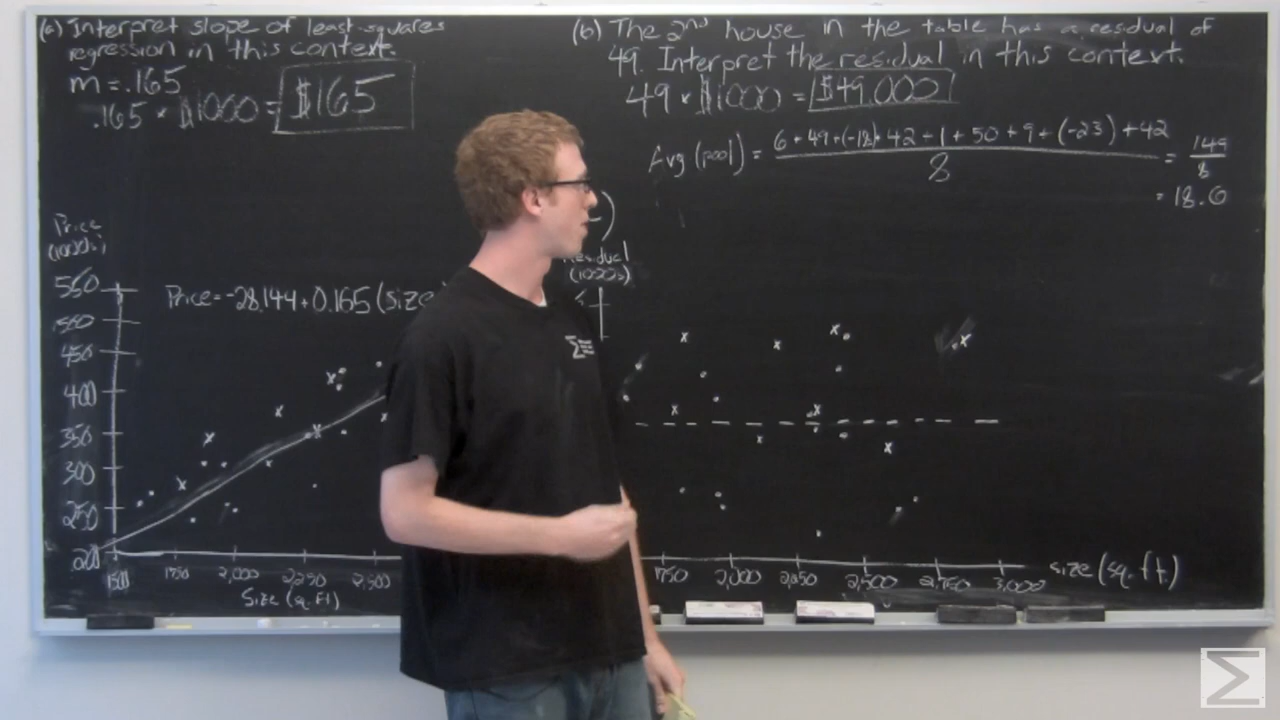 (a) Interpret slope of least-squares
regression in this context.
m = .165
.165 * $1000 = $165
(b) The 2nd house in the table has a residual of
49. Interpret the residual in this context.
49 * $1000 = $49,000
Avg (pool) = 6 + 49 + (-18) + 42 - 1 + 50 + 9 + (-23) + 42 = 149
8 8
= 18.6
Price
(1000s)
Price = -28.144 + 0.165 (size
Residual
(1000s)
550
500
450
400
350
300
250
200
1500 1750 2,000 2,250 2,500
Size (sq. ft)
1750 2,000 2,250 2,500 2,750 3,000 size (sq. ft.)
Σ